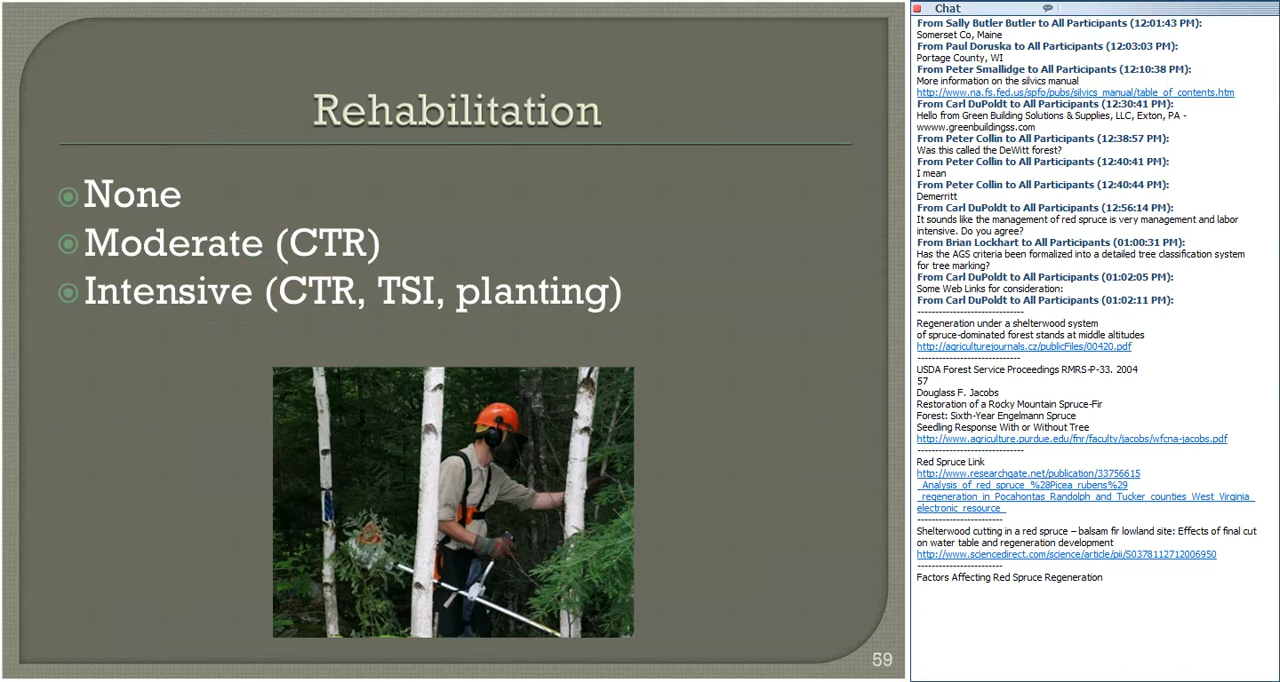 Rehabilitation
None
Moderate (CTR)
Intensive (CTR, TSI, planting)
59
Chat
From Sally Butler Butler to All Participants (12:01:43 PM):
Somerset Co, Maine
From Paul Doruska to All Participants (12:03:03 PM):
Portage County, WI
From Peter Smallidge to All Participants (12:10:38 PM):
More information on the silvics manual
http://www.na.fs.fed.us/spfo/pubs/silvics_manual/table_of_contents.htm
From Carl DuPoldt to All Participants (12:30:41 PM):
Hello from Green Building Solutions & Supplies, LLC, Exton, PA -
wwww.greenbuildingss.com
From Peter Collin to All Participants (12:38:57 PM):
Was this called the DeWitt forest?
From Peter Collin to All Participants (12:40:41 PM):
I mean
From Peter Collin to All Participants (12:40:44 PM):
Demerritt
From Carl DuPoldt to All Participants (12:56:14 PM):
It sounds like the management of red spruce is very management and labor
intensive. Do you agree?
From Brian Lockhart to All Participants (01:00:31 PM):
Has the AGS criteria been formalized into a detailed tree classification system
for tree marking?
From Carl DuPoldt to All Participants (01:02:05 PM):
Some Web Links for consideration:
From Carl DuPoldt to All Participants (01:02:11 PM):
-----------------------------
Regeneration under a shelterwood system
of spruce-dominated forest stands at middle altitudes
http://agriculturejournals.cz/publicFiles/00420.pdf
----------------------------
USDA Forest Service Proceedings RMRS-P-33. 2004
57
Douglass F. Jacobs
Restoration of a Rocky Mountain Spruce-Fir
Forest: Sixth-Year Engelmann Spruce
Seedling Response With or Without Tree
http://www.agriculture.purdue.edu/fnr/faculty/jacobs/wfcna-jacobs.pdf
-----------------------------
Red Spruce Link
http://www.researchgate.net/publication/33756615
_Analysis_of_red_spruce_%28Picea_rubens%29
_regeneration_in_Pocahontas_Randolph_and_Tucker_counties_West_Virginia_
electronic_resource_
-----------------------
Shelterwood cutting in a red spruce – balsam fir lowland site: Effects of final cut
on water table and regeneration development
http://www.sciencedirect.com/science/article/pii/S0378112712006950
-----------------------
Factors Affecting Red Spruce Regeneration